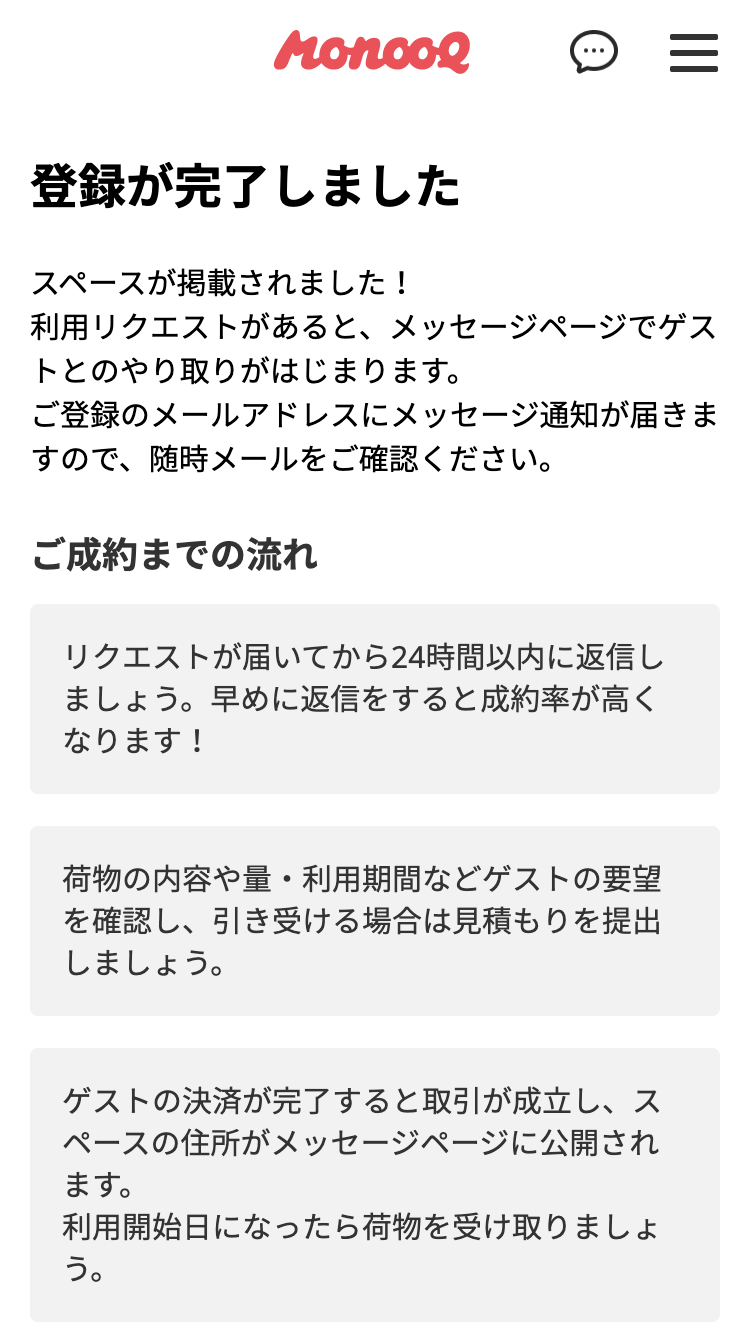 MonooQ
登録が完了しました
スペースが掲載されました！
利用リクエストがあると、メッセージページでゲス
トとのやり取りがはじまります。
ご登録のメールアドレスにメッセージ通知が届きま
すので、随時メールをご確認ください。
ご成約までの流れ
リクエストが届いてから24時間以内に返信し
ましょう。早めに返信をすると成約率が高く
なります！
荷物の内容や量・利用期間などゲストの要望
を確認し、引き受ける場合は見積もりを提出
しましょう。
ゲストの決済が完了すると取引が成立し、ス
ペースの住所がメッセージページに公開され
ます。
利用開始日になったら荷物を受け取りましょ
う。